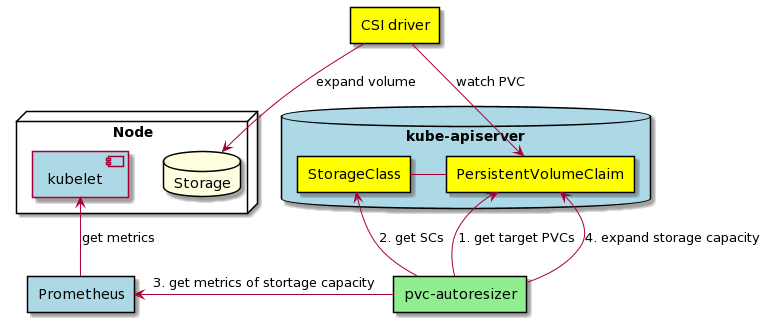 CSI driver
expand volume
watch PVC
Node
kube-apiserver
kubelet
Storage
StorageClass
PersistentVolumeClaim
get metrics
2. get SCs
1. get target PVCs
4. expand storage capacity
Prometheus
3. get metrics of stortage capacity
pvc-autoresizer